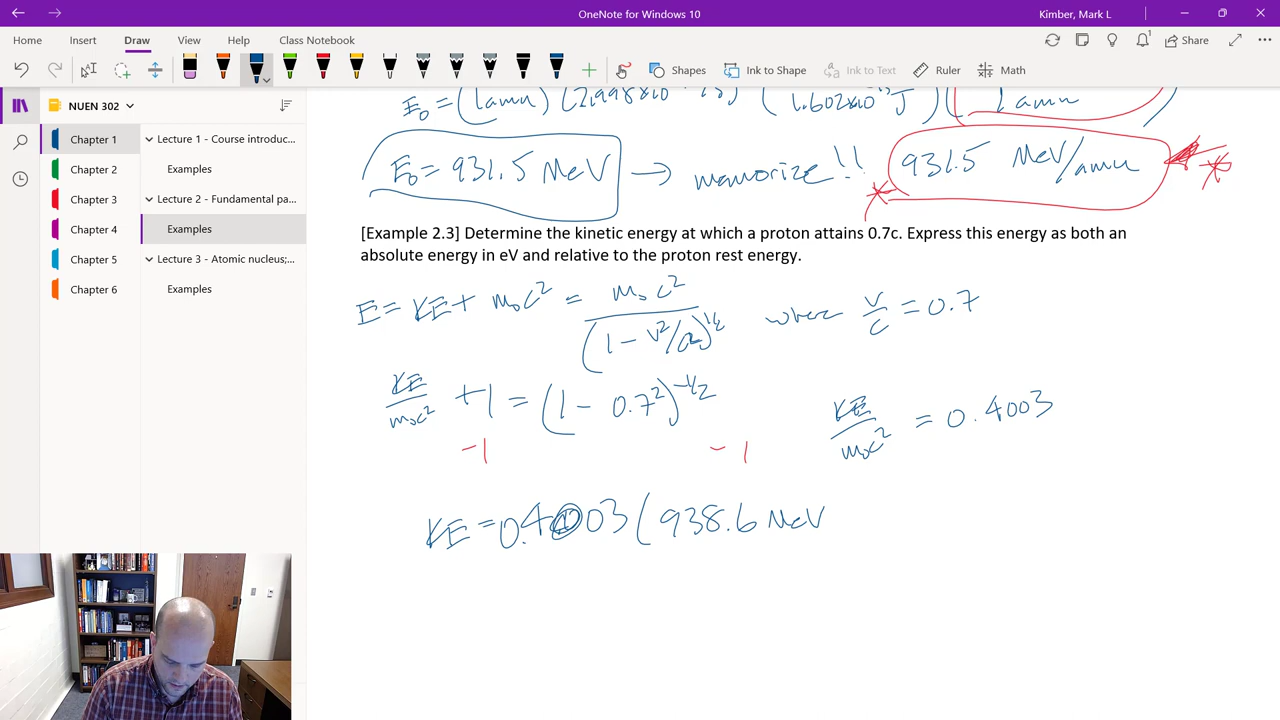 OneNote for Windows 10
Kimber, Mark L
Home Insert Draw View Help Class Notebook
Share
Shapes Ink to Shape Ink to Text Ruler Math
NUEN 302
Chapter 1
Chapter 2
Chapter 3
Chapter 4
Chapter 5
Chapter 6
Lecture 1 - Course introduc...
Examples
Lecture 2 - Fundamental pa...
Examples
Lecture 3 - Atomic nucleus;...
Examples
E₀ = (1amu)
1 amu
E₀ = 931.5 MeV → memorize!! 931.5 MeV/amu
[Example 2.3] Determine the kinetic energy at which a proton attains 0.7c. Express this energy as both an
absolute energy in eV and relative to the proton rest energy.
E = KE + m₀c² = m₀c² / (1 - v²/c²)^½ where v/c = 0.7
KE/m₀c² + 1 = (1 - 0.7²)^-1/2
KE/m₀c² = 0.4003
-1 -1
KE = 0.4003 (938.6 MeV